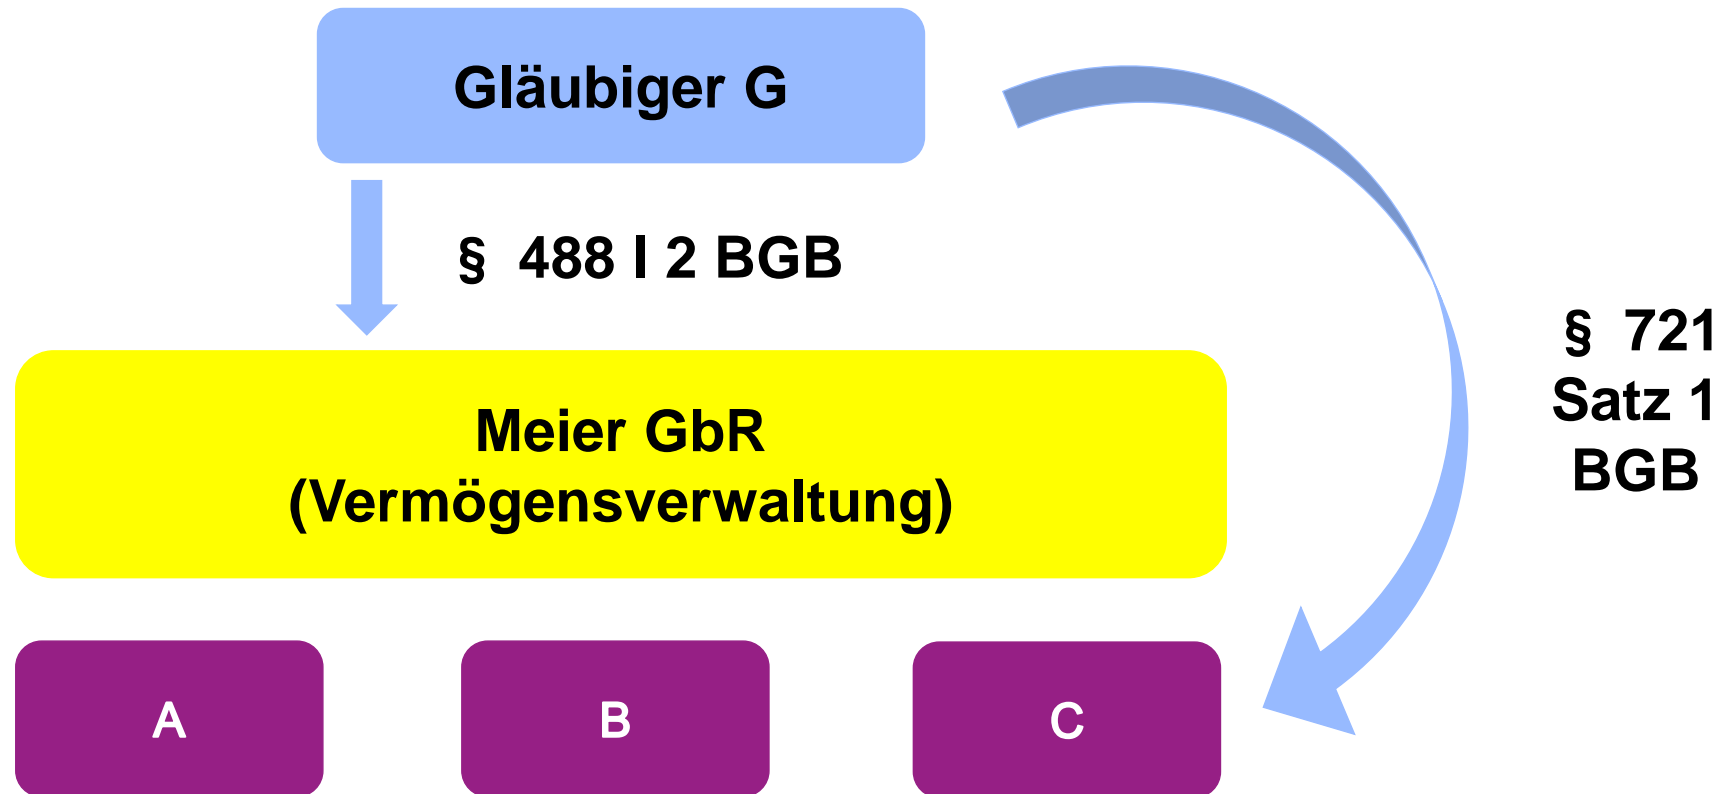 Gläubiger G
§ 488 I 2 BGB
§ 721
Satz 1
BGB
Meier GbR
(Vermögensverwaltung)
A
B
C